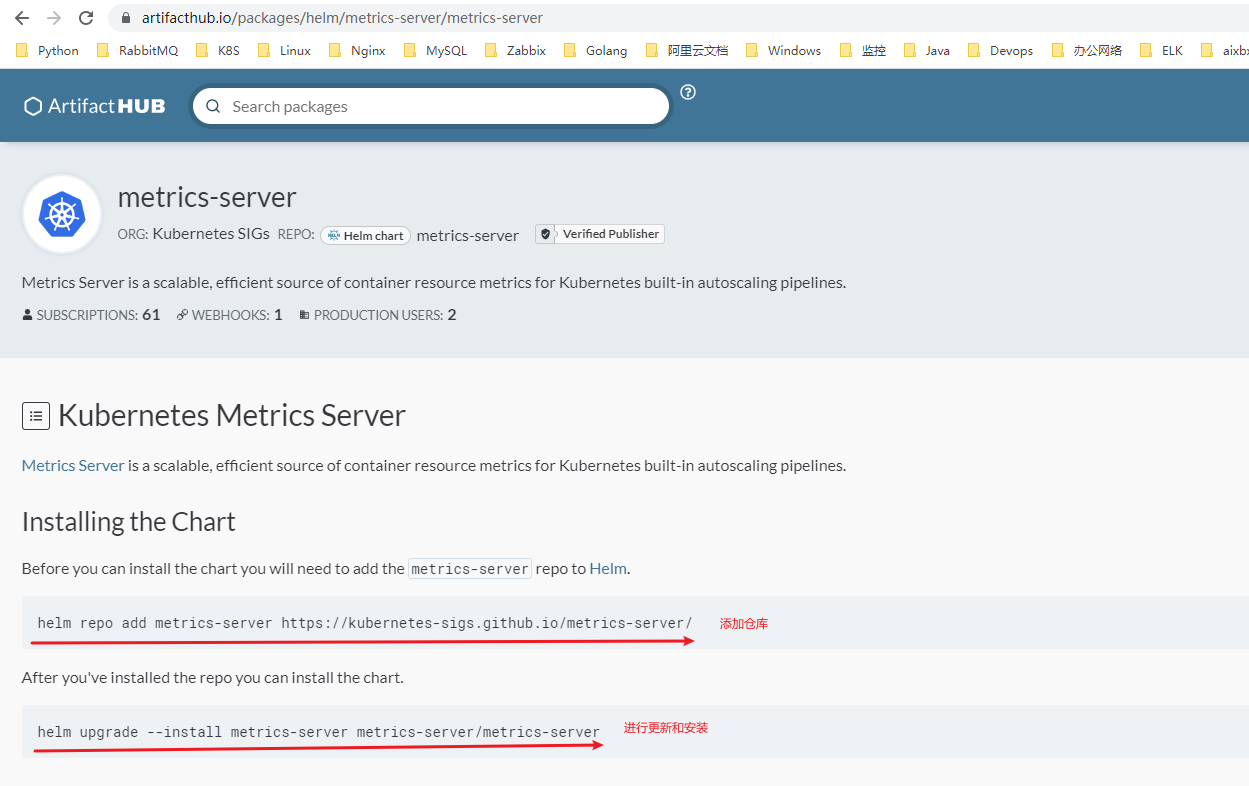 artifacthub.io/packages/helm/metrics-server/metrics-server
Python RabbitMQ K8S Linux Nginx MySQL Zabbix Golang 阿里云文档 Windows 监控 Java Devops 办公网络 ELK
ArtifactHUB Search packages
metrics-server
ORG: Kubernetes SIGs REPO: Helm chart metrics-server Verified Publisher
Metrics Server is a scalable, efficient source of container resource metrics for Kubernetes built-in autoscaling pipelines.
SUBSCRIPTIONS: 61 WEBHOOKS: 1 PRODUCTION USERS: 2
Kubernetes Metrics Server
Metrics Server is a scalable, efficient source of container resource metrics for Kubernetes built-in autoscaling pipelines.
Installing the Chart
Before you can install the chart you will need to add the metrics-server repo to Helm.
helm repo add metrics-server https://kubernetes-sigs.github.io/metrics-server/ 添加仓库
After you've installed the repo you can install the chart.
helm upgrade --install metrics-server metrics-server/metrics-server 进行更新和安装